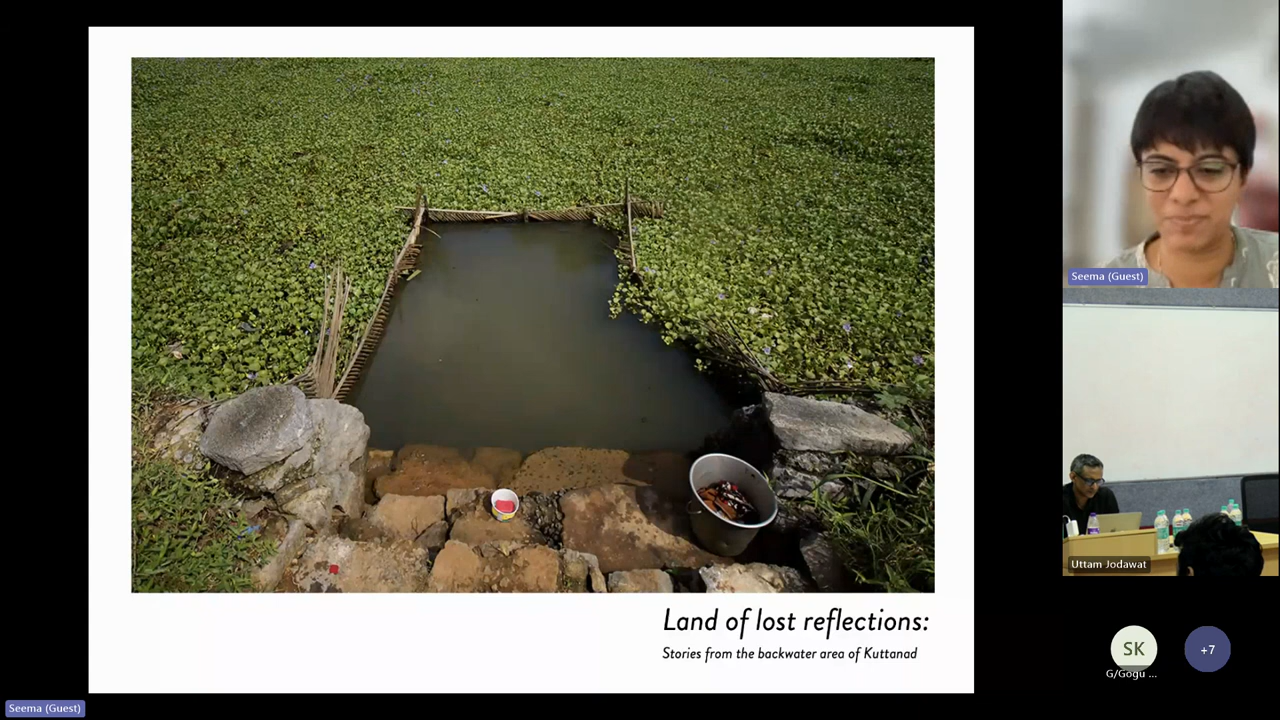 Land of lost reflections:
Stories from the backwater area of Kuttanad
Seema (Guest)
Uttam Jodawat
SK
G/Gogu ...
+7
Seema (Guest)